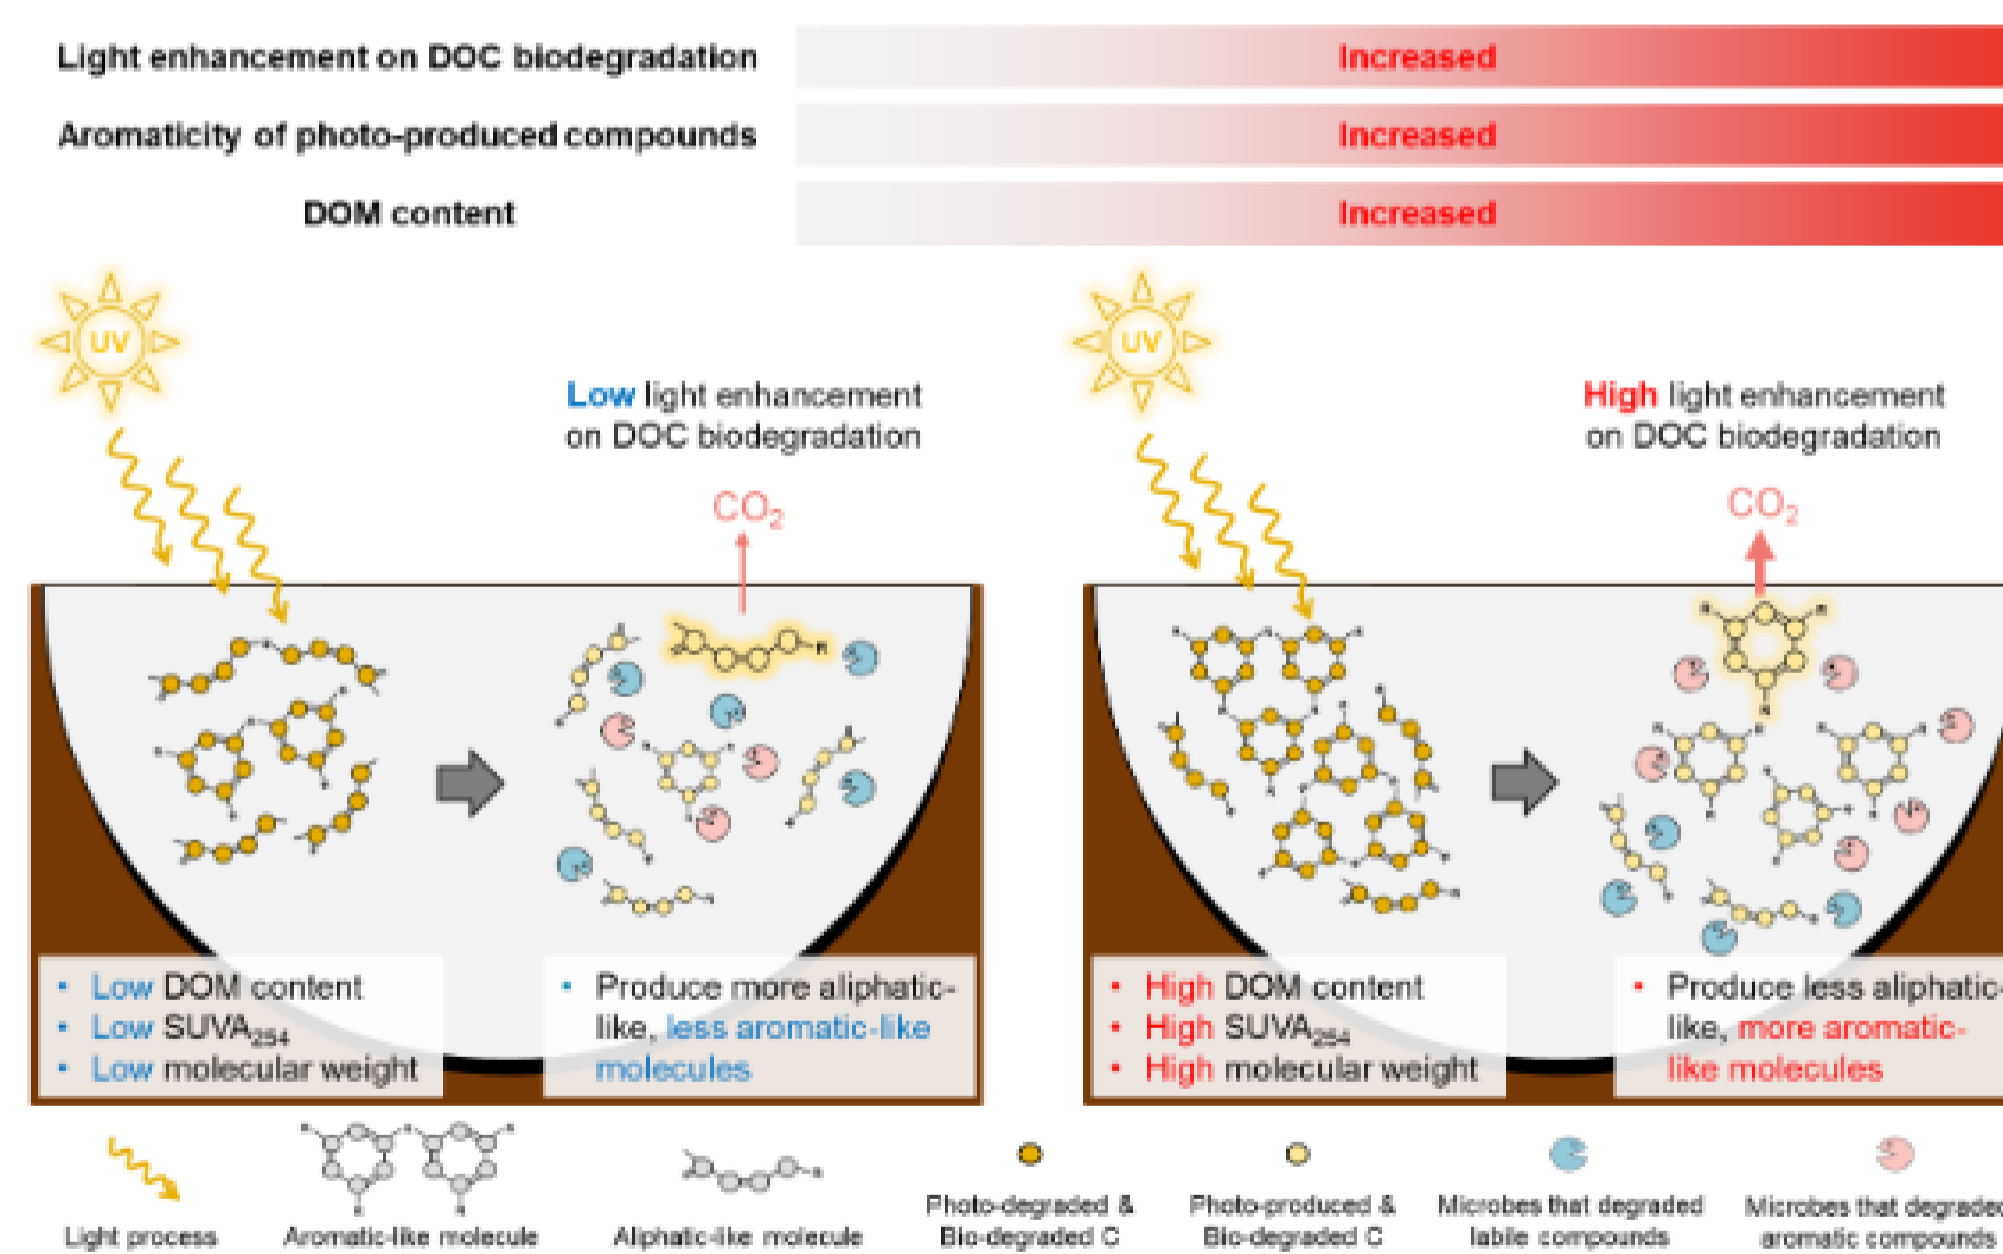 Light enhancement on DOC biodegradation
Increased
Aromaticity of photo-produced compounds
Increased
DOM content
Increased
UV
UV
Low light enhancement
on DOC biodegradation
High light enhancement
on DOC biodegradation
CO₂
CO₂
• Low DOM content
• Low SUVA₂₅₄
• Low molecular weight
• Produce more aliphatic-
like, less aromatic-like
molecules
• High DOM content
• High SUVA₂₅₄
• High molecular weight
• Produce less aliphatic-
like, more aromatic-
like molecules
Light process
Aromatic-like molecule
Aliphatic-like molecule
Photo-degraded &
Bio-degraded C
Photo-produced &
Bio-degraded C
Microbes that degraded
labile compounds
Microbes that degraded
aromatic compounds